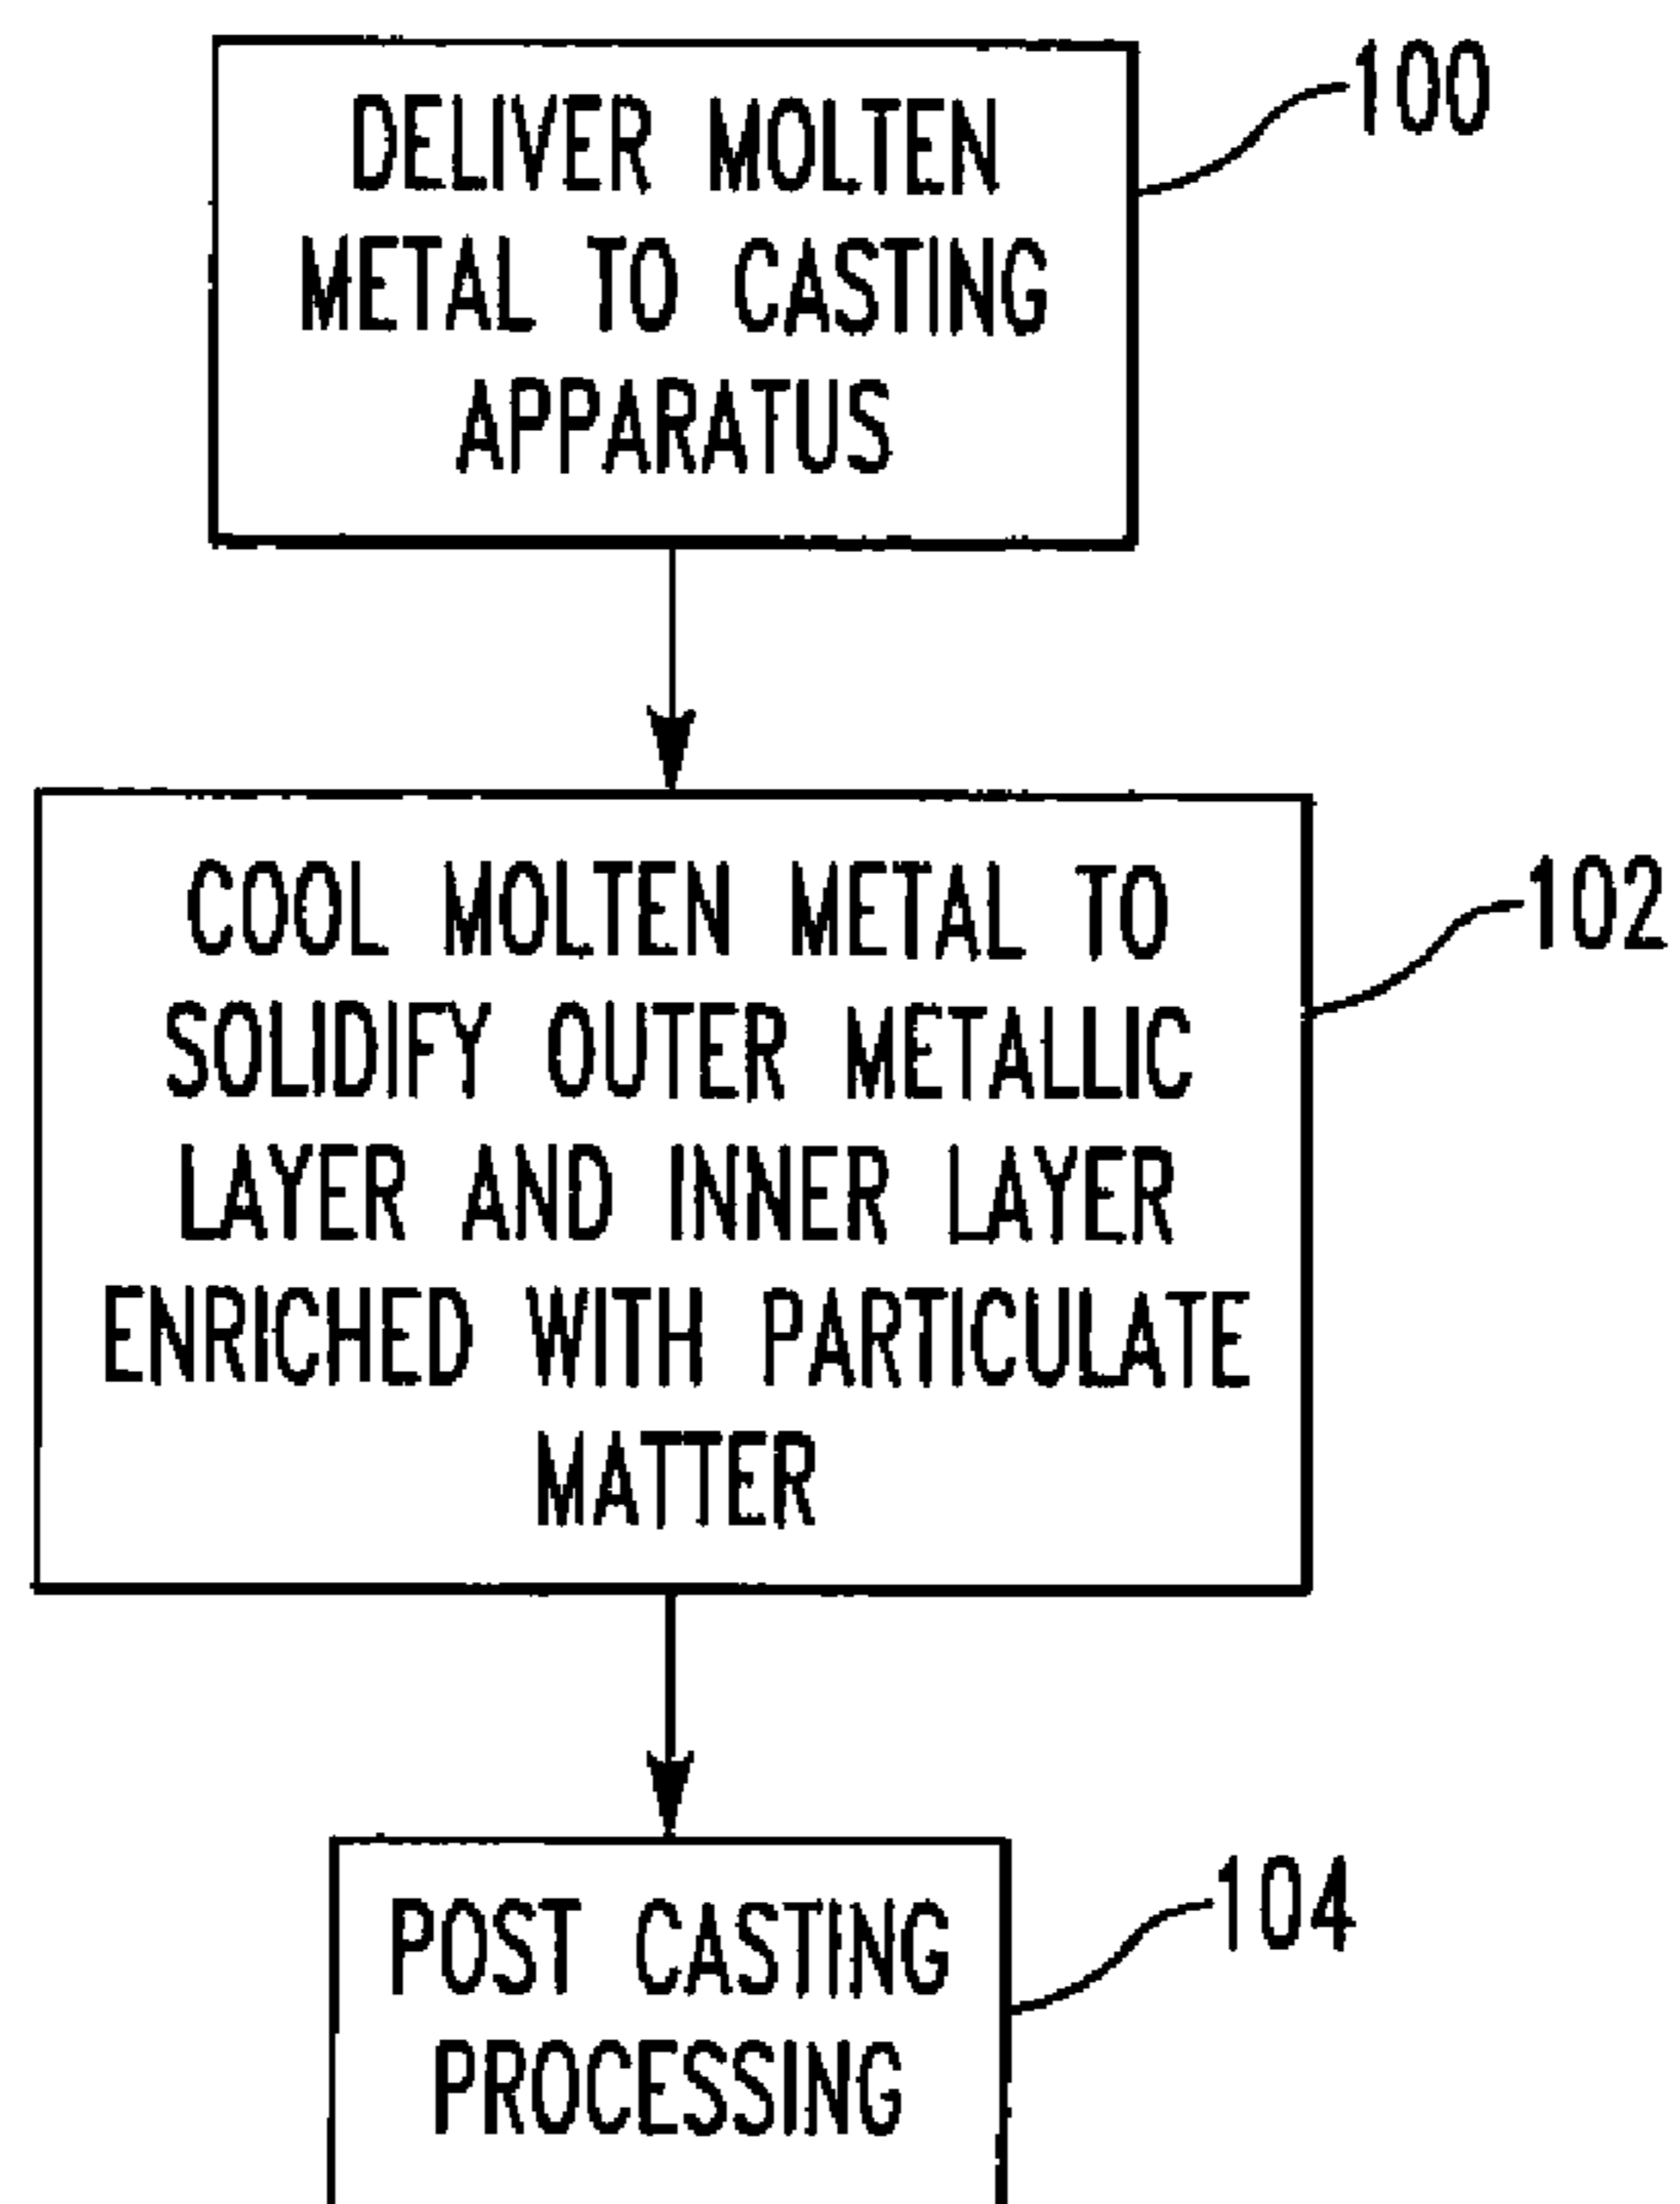 DELIVER MOLTEN
METAL TO CASTING
APPARATUS
100
COOL MOLTEN METAL TO
SOLIDIFY OUTER METALLIC
LAYER AND INNER LAYER
ENRICHED WITH PARTICULATE
MATTER
102
POST CASTING
PROCESSING
104